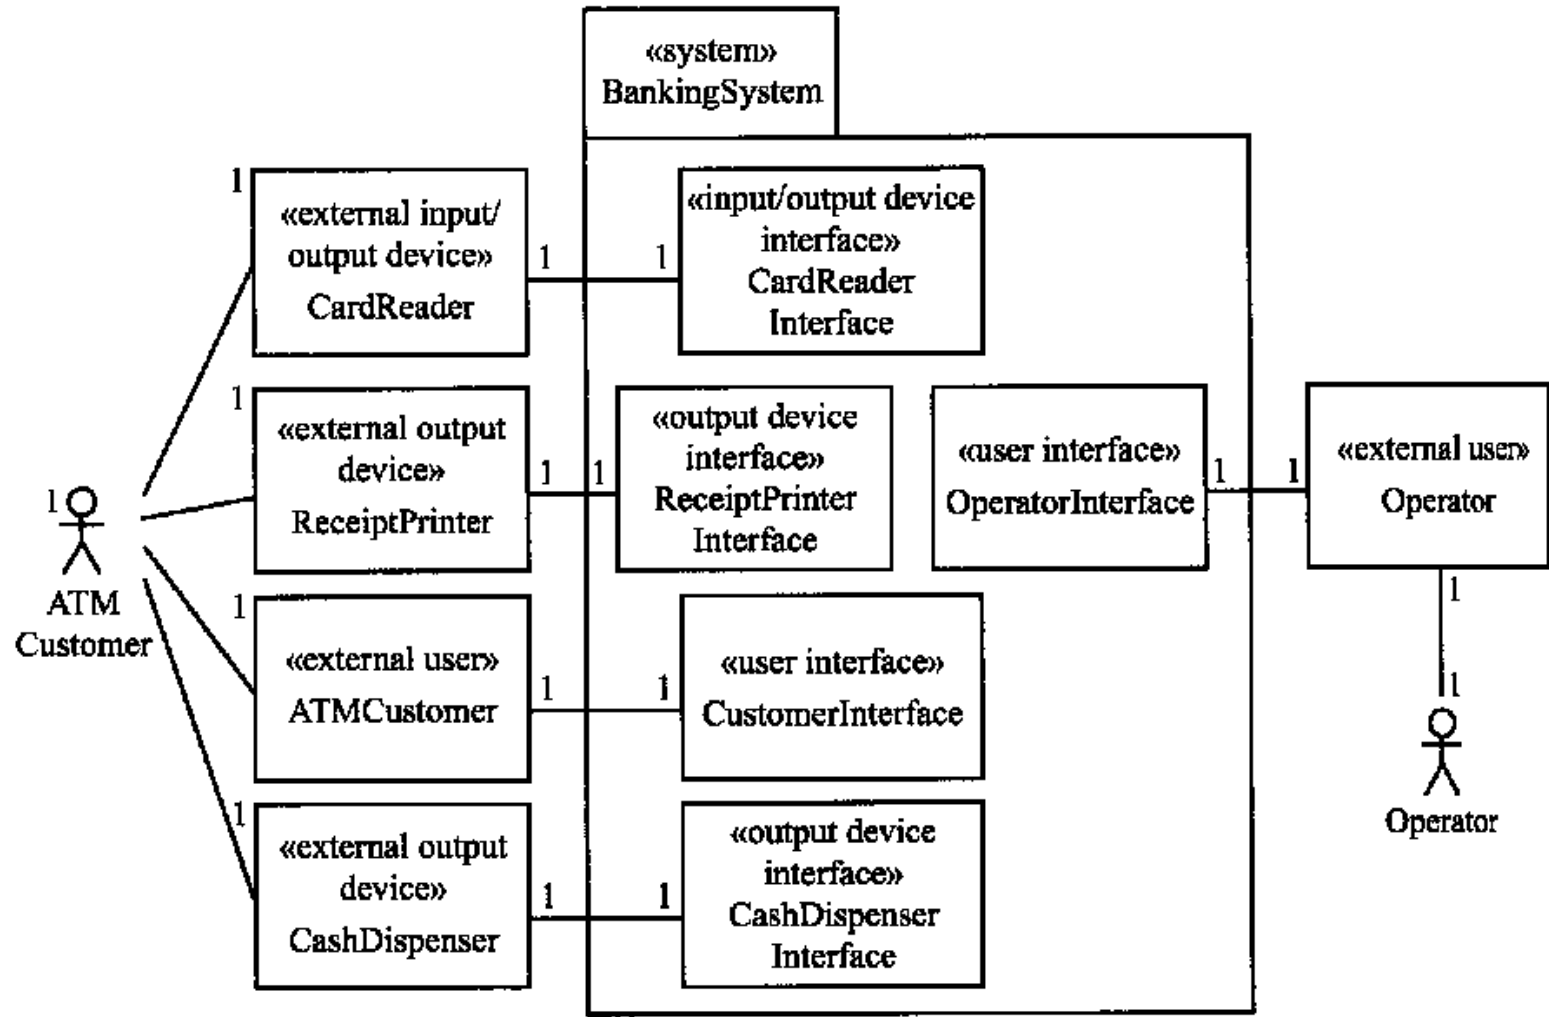 «system»
BankingSystem
1
«external input/
output device»
CardReader
1
1
«input/output device
interface»
CardReader
Interface
1
«external output
device»
ReceiptPrinter
1
1
«output device
interface»
ReceiptPrinter
Interface
«user interface»
OperatorInterface
1
1
«external user»
Operator
1
1
Operator
1
ATM
Customer
1
«external user»
ATMCustomer
1
1
«user interface»
CustomerInterface
1
«external output
device»
CashDispenser
1
1
«output device
interface»
CashDispenser
Interface